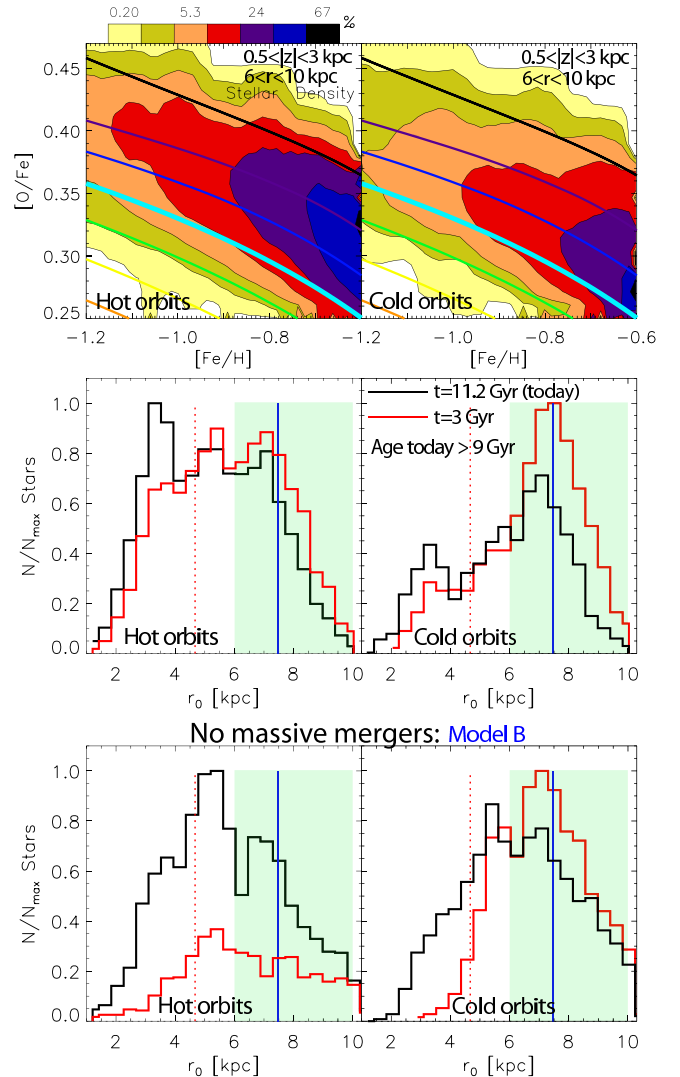 0.20 5.3 24 67 %
0.5<|z|<3 kpc
6<r<10 kpc
Stellar Density
0.5<|z|<3 kpc
6<r<10 kpc
[O/Fe]
0.45
0.40
0.35
0.30
0.25
Hot orbits
Cold orbits
−1.2 −1.0 −0.8 −1.2 −1.0 −0.8 −0.6
[Fe/H] [Fe/H]
N/Nmax Stars
1.0
0.8
0.6
0.4
0.2
0.0
t=11.2 Gyr (today)
t=3 Gyr
Age today > 9 Gyr
Hot orbits
Cold orbits
2 4 6 8 10 2 4 6 8 10
r0 [kpc] r0 [kpc]
No massive mergers: Model B
N/Nmax Stars
1.0
0.8
0.6
0.4
0.2
0.0
Hot orbits
Cold orbits
2 4 6 8 10 2 4 6 8 10
r0 [kpc] r0 [kpc]